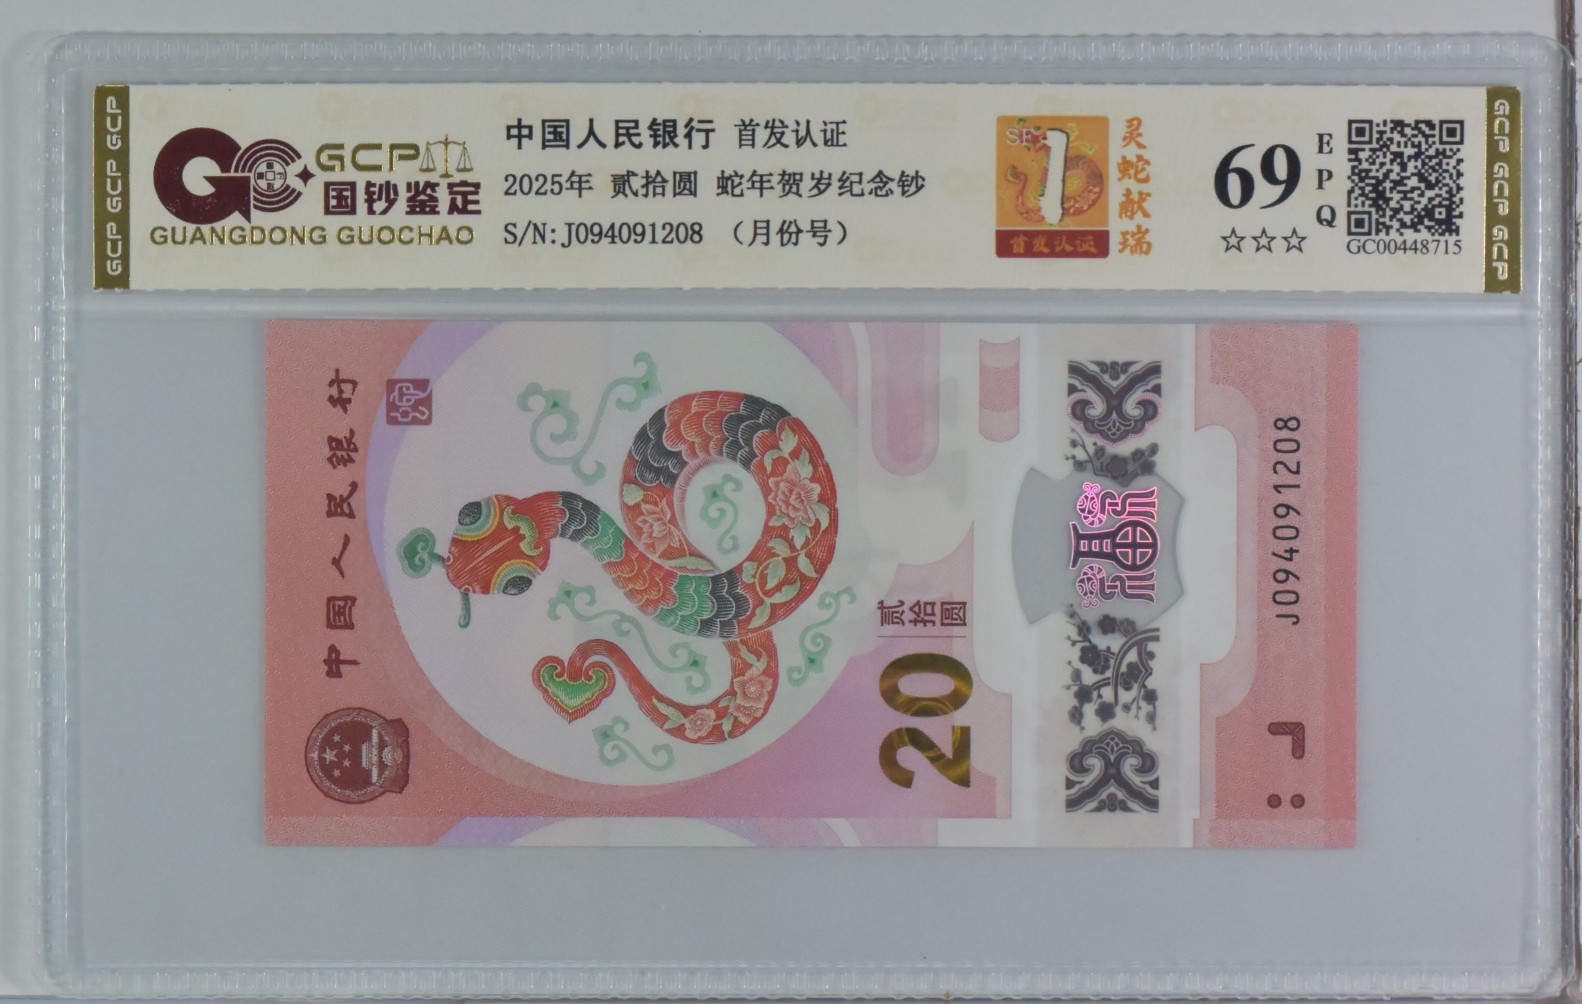 GCP GCP GCP
GCP
国钞鉴定
GUANGDONG GUOCHAO
中国人民银行 首发认证
2025年 贰拾圆 蛇年贺岁纪念钞
S/N:J094091208 （月份号）
1
首发认证
灵蛇献瑞
69
EPQ
☆☆☆
GC00448715
GCP GCP GCP GCP
中国人民银行
贰拾圆
20
福
J094091208